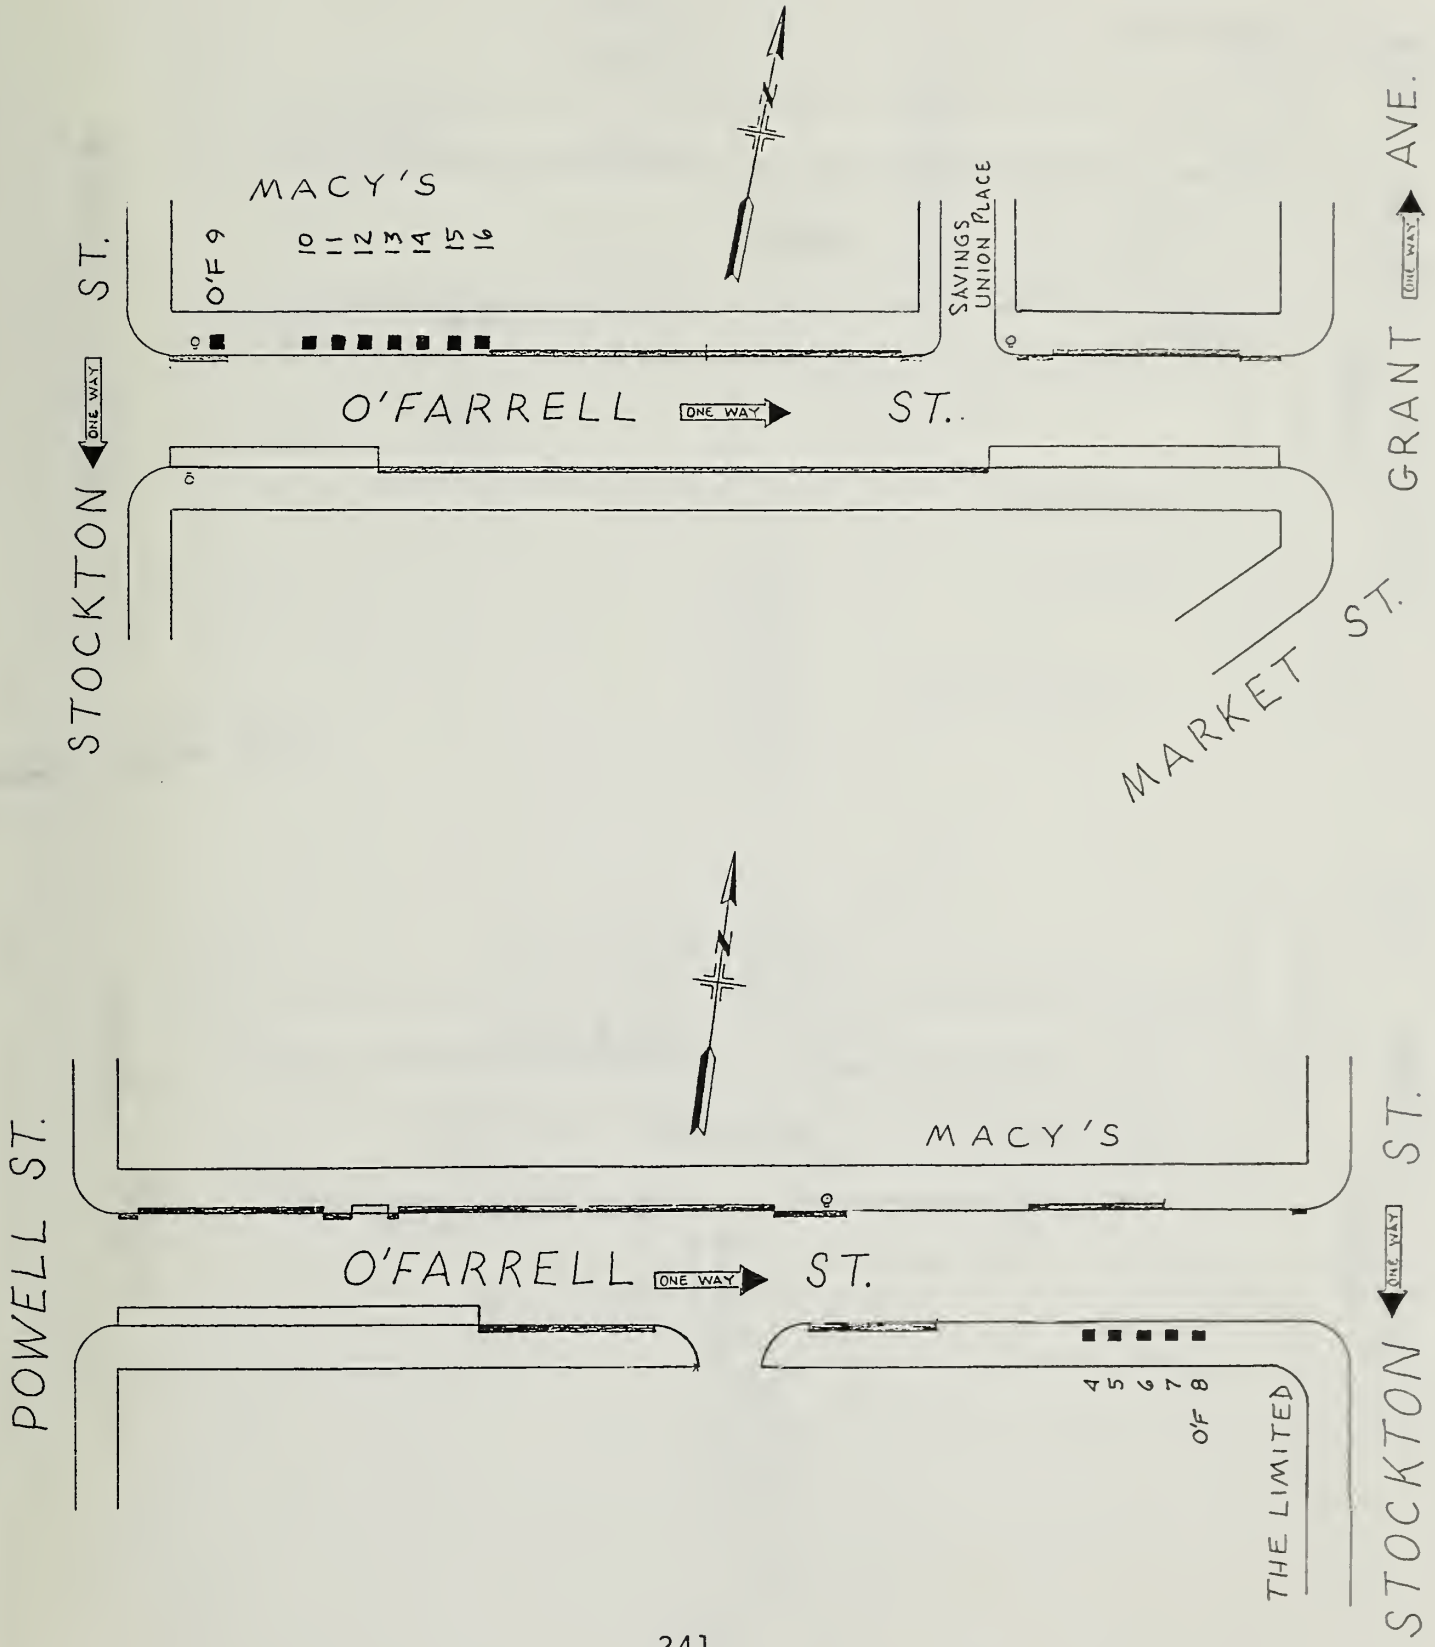 MACY'S
O'F 9
10
11
12
13
14
15
16
STOCKTON ST.
ONE WAY
N
SAVINGS
UNION PLACE
GRANT AVE.
ONE WAY
O'FARRELL ST.
ONE WAY
MARKET ST.
N
POWELL ST.
MACY'S
O'FARRELL ST.
ONE WAY
STOCKTON ST.
ONE WAY
4
5
6
7
O'F 8
THE LIMITED
241